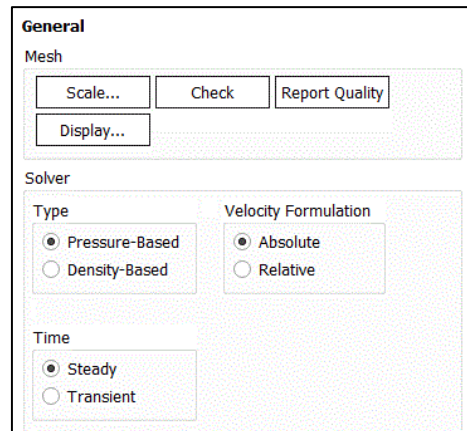 General
Mesh
Scale...
Check
Report Quality
Display...
Solver
Type
Velocity Formulation
Pressure-Based
Absolute
Density-Based
Relative
Time
Steady
Transient